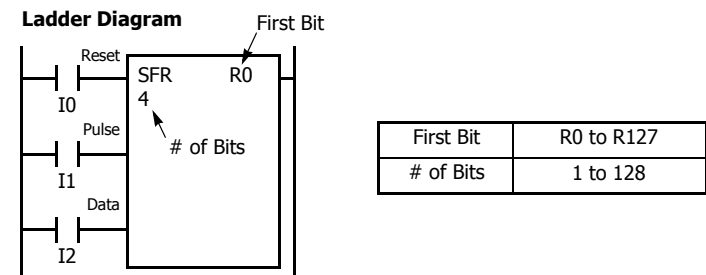 Ladder Diagram
First Bit
Reset
SFR R0
4
I0
Pulse
# of Bits
I1
Data
I2
First Bit R0 to R127
# of Bits 1 to 128